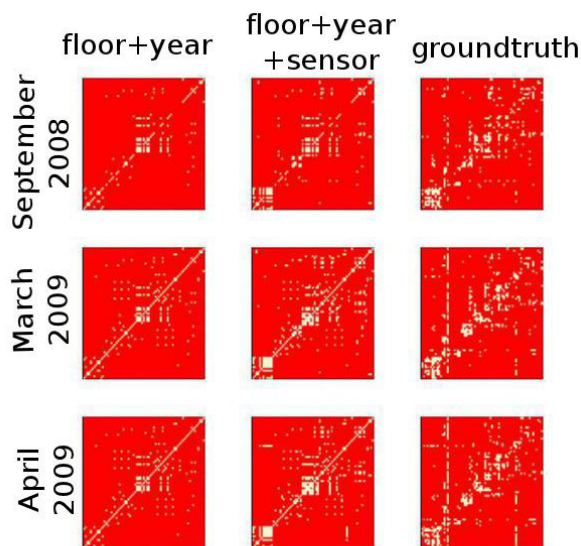 floor+year
floor+year
+sensor
groundtruth
September
2008
March
2009
April
2009